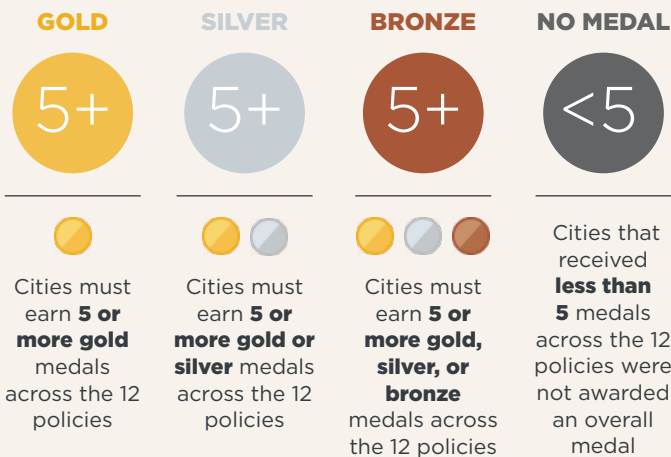 GOLD
5+
Cities must
earn 5 or
more gold
medals
across the 12
policies
SILVER
5+
Cities must
earn 5 or
more gold or
silver medals
across the 12
policies
BRONZE
5+
Cities must
earn 5 or
more gold,
silver, or
bronze
medals across
the 12 policies
NO MEDAL
<5
Cities that
received
less than
5 medals
across the 12
policies were
not awarded
an overall
medal